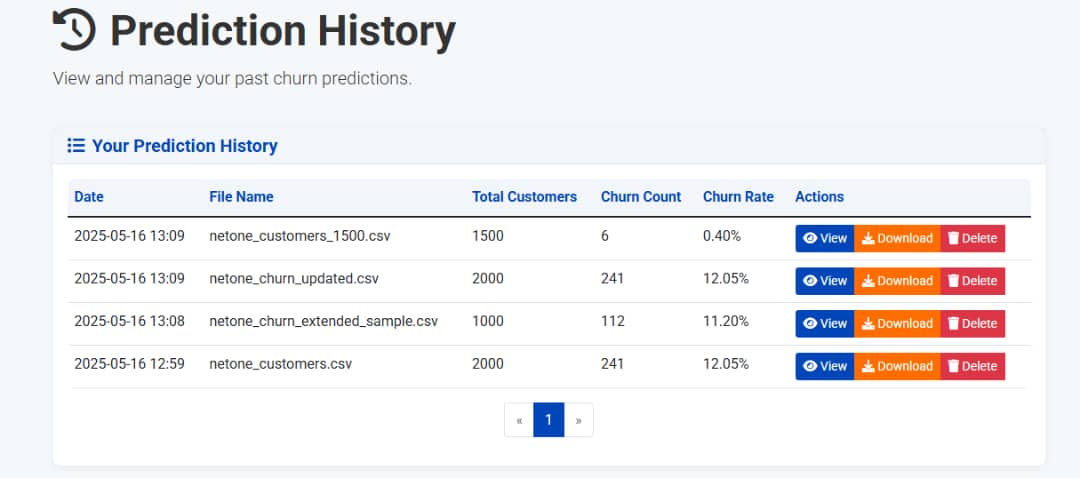 Prediction History
View and manage your past churn predictions.
Your Prediction History
Date File Name Total Customers Churn Count Churn Rate Actions
2025-05-16 13:09 netone_customers_1500.csv 1500 6 0.40% View Download Delete
2025-05-16 13:09 netone_churn_updated.csv 2000 241 12.05% View Download Delete
2025-05-16 13:08 netone_churn_extended_sample.csv 1000 112 11.20% View Download Delete
2025-05-16 12:59 netone_customers.csv 2000 241 12.05% View Download Delete
« 1 »